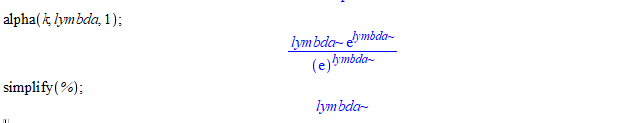 alpha(k, lymbda, 1);
lymbda~ e^lymbda~
(e)^lymbda~
simplify(%);
lymbda~